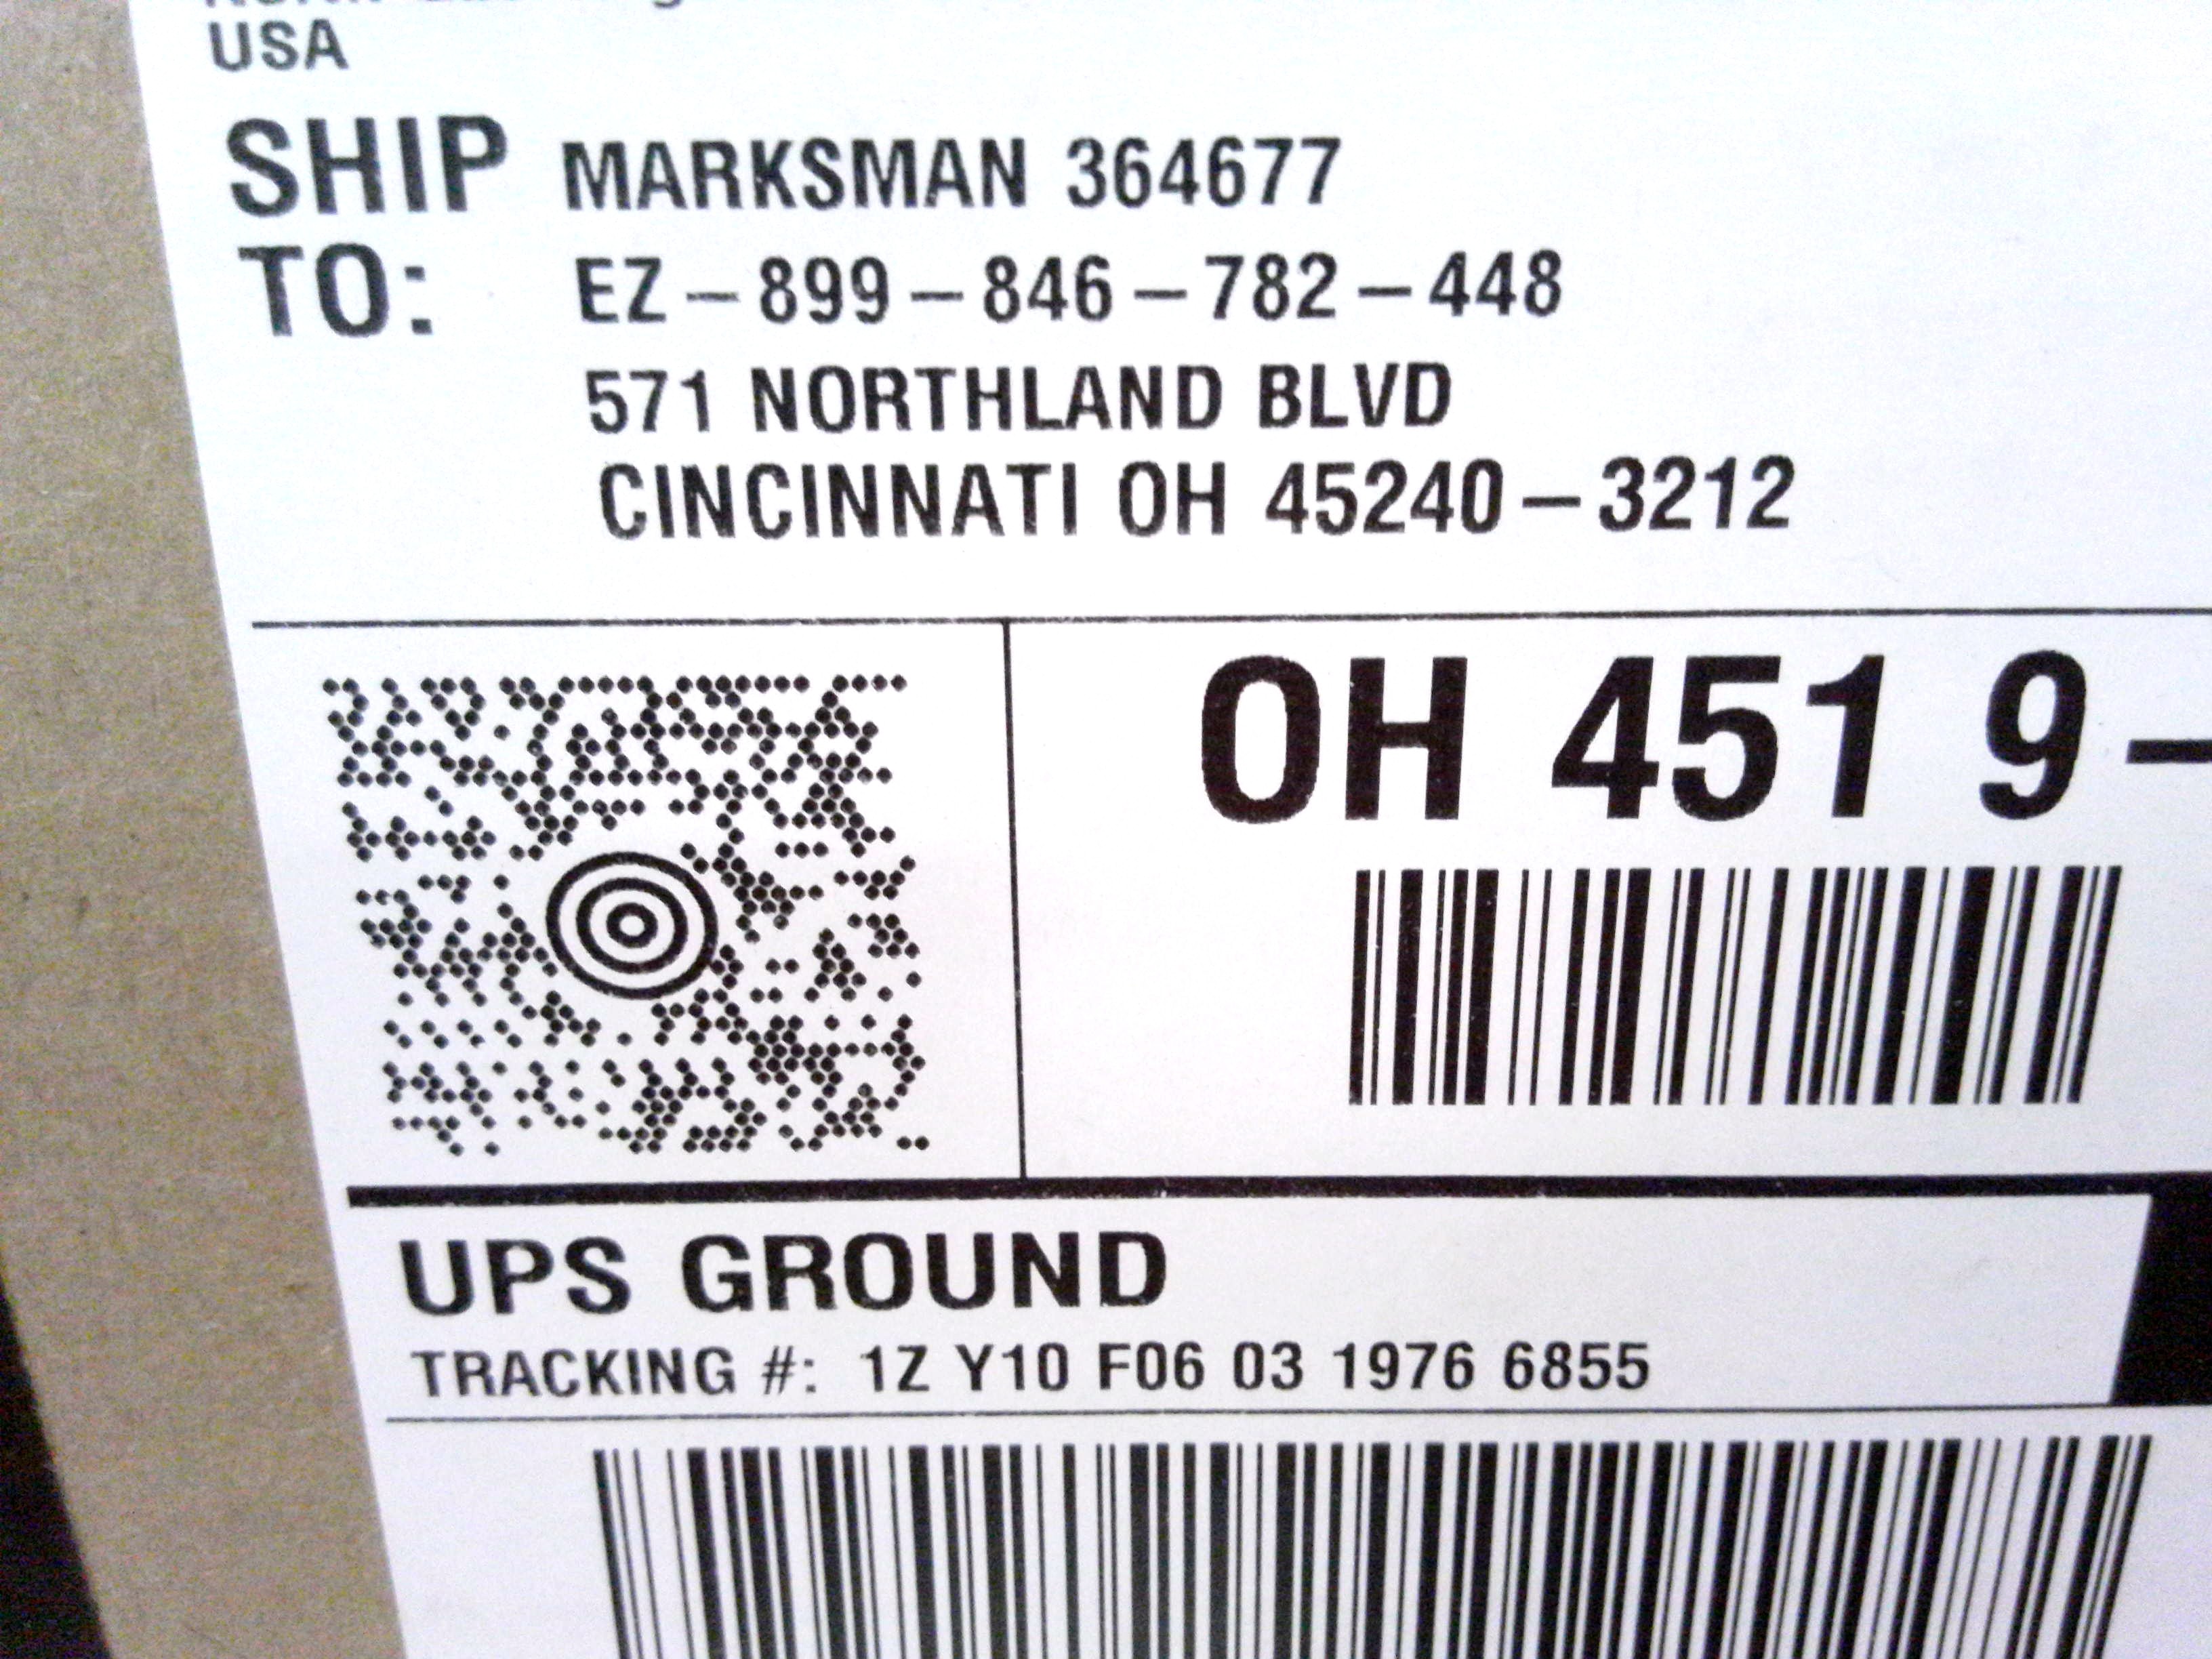 USA
SHIP TO: MARKSMAN 364677
EZ-899-846-782-448
571 NORTHLAND BLVD
CINCINNATI OH 45240-3212
OH 451 9-
UPS GROUND
TRACKING #: 1Z Y10 F06 03 1976 6855